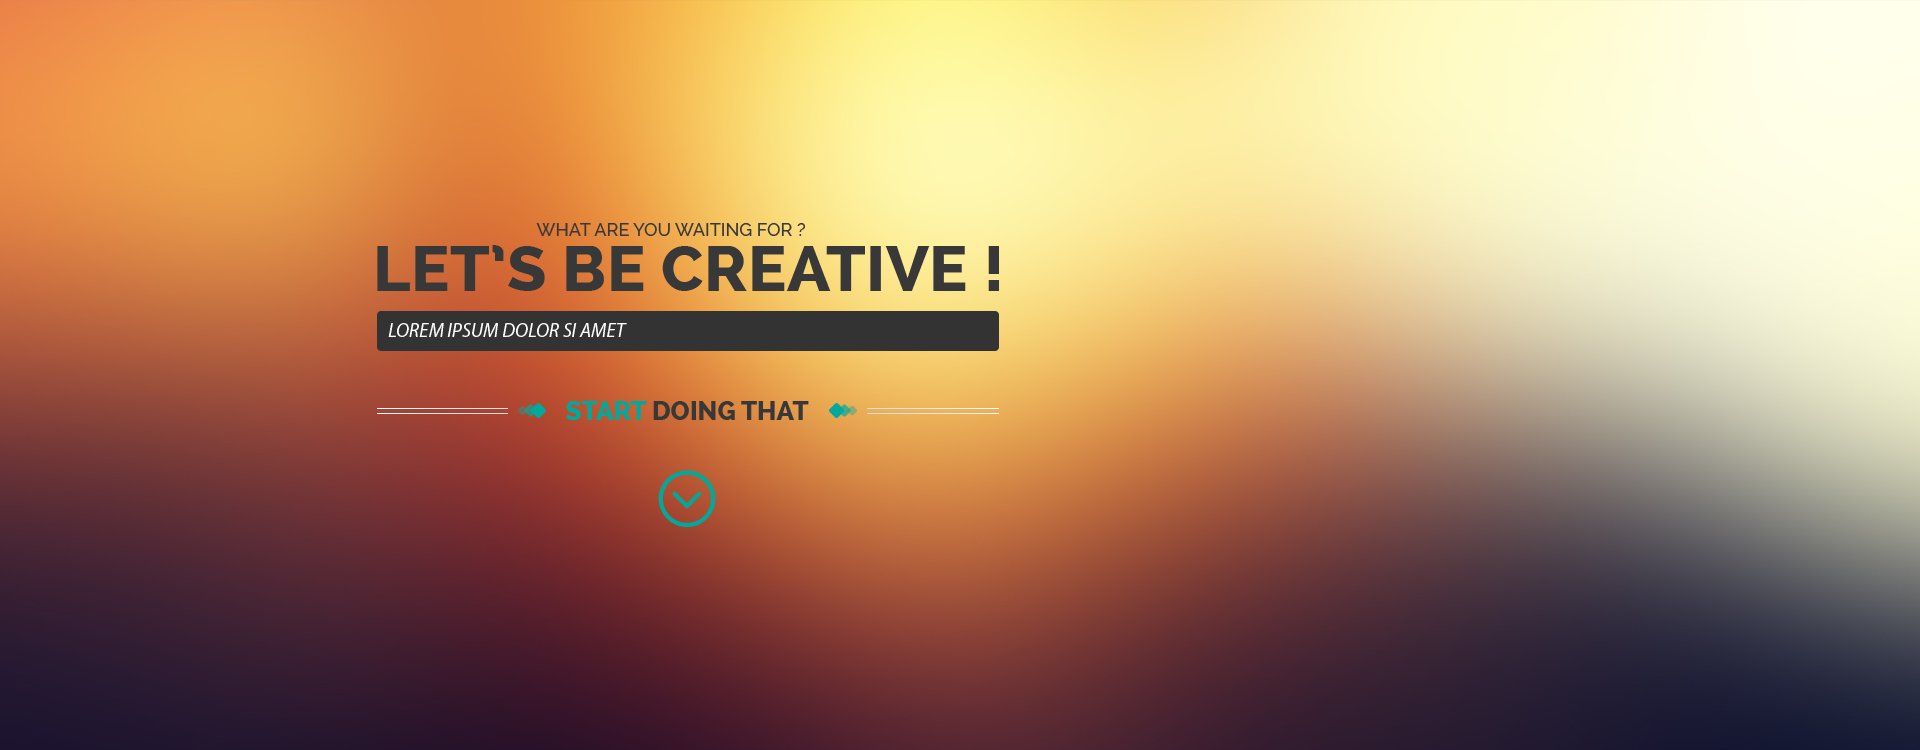 WHAT ARE YOU WAITING FOR ?
LET'S BE CREATIVE !
LOREM IPSUM DOLOR SI AMET
START DOING THAT